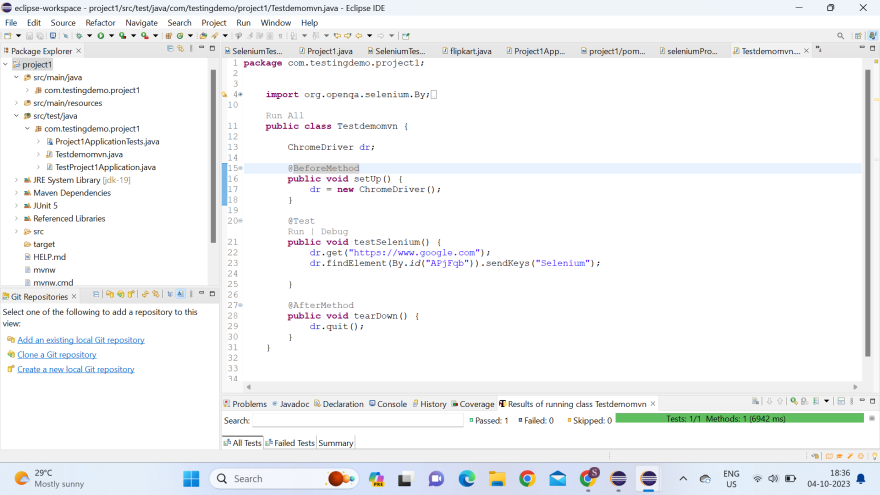 eclipse-workspace - project1/src/test/java/com/testingdemo/project1/Testdemomvn.java - Eclipse IDE
File Edit Source Refactor Navigate Search Project Run Window Help
Package Explorer
SeleniumTes... Project1.java SeleniumTes... flipkart.java Project1App... project1/pom... seleniumPro... Testdemomvn....
project1
src/main/java
com.testingdemo.project1
src/main/resources
src/test/java
com.testingdemo.project1
Project1ApplicationTests.java
Testdemomvn.java
TestProject1Application.java
JRE System Library [jdk-19]
Maven Dependencies
JUnit 5
Referenced Libraries
src
target
HELP.md
mvnw
mvnw.cmd
1 package com.testingdemo.project1;
2
3
4 import org.openqa.selenium.By;
10
Run All
11 public class Testdemomvn {
12
13 ChromeDriver dr;
14
15 @BeforeMethod
16 public void setUp() {
17 dr = new ChromeDriver();
18 }
19
20 @Test
Run | Debug
21 public void testSelenium() {
22 dr.get("https://www.google.com");
23 dr.findElement(By.id("APjFqb")).sendKeys("Selenium");
24
25 }
26
27 @AfterMethod
28 public void tearDown() {
29 dr.quit();
30 }
31 }
32
33
34
Git Repositories
Select one of the following to add a repository to this
view:
Add an existing local Git repository
Clone a Git repository
Create a new local Git repository
Problems Javadoc Declaration Console History Coverage Results of running class Testdemomvn
Search: Passed: 1 Failed: 0 Skipped: 0 Tests: 1/1 Methods: 1 (6942 ms)
All Tests Failed Tests Summary
29°C
Mostly sunny
Search
PRE
S
ENG
US
18:36
04-10-2023